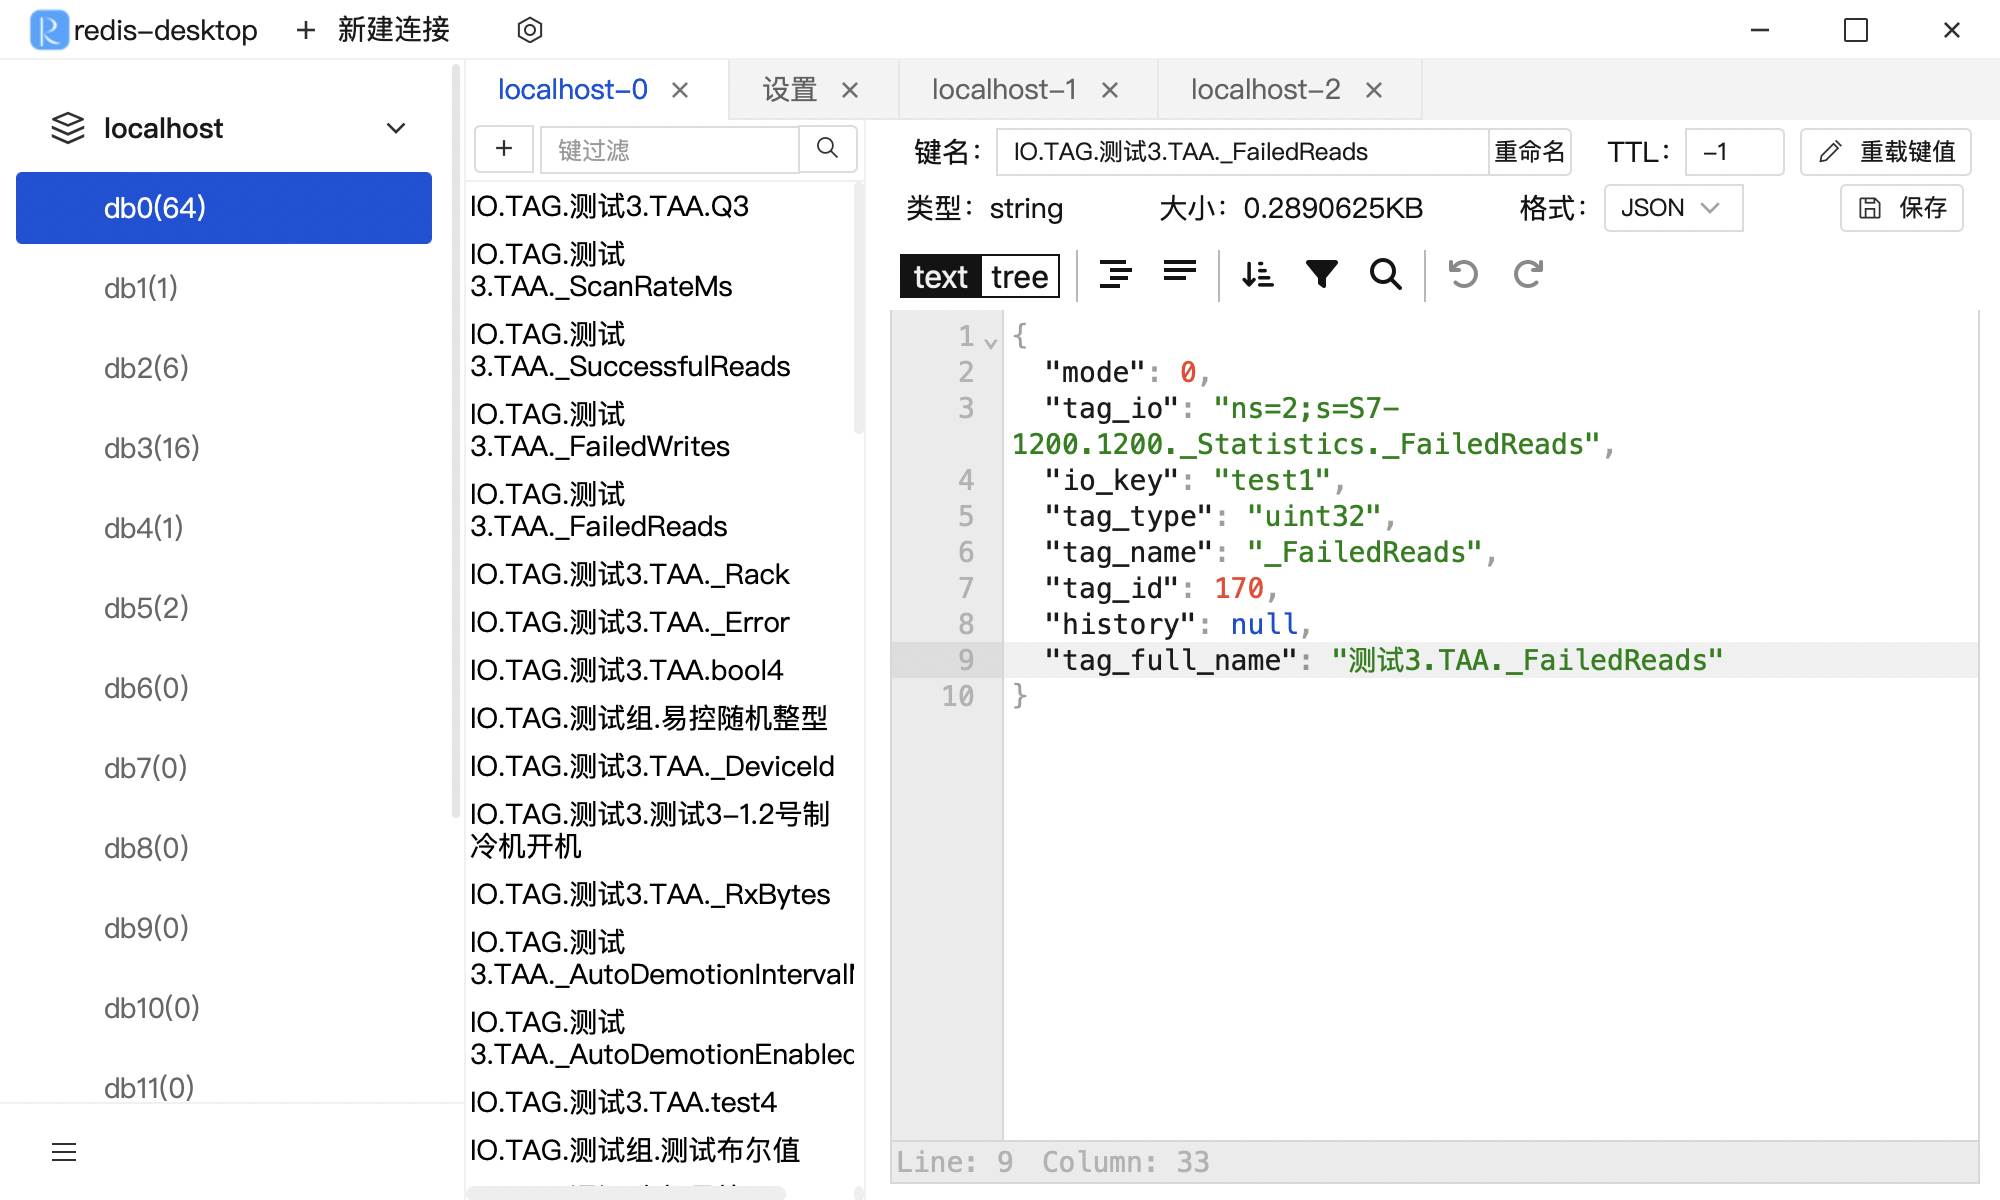 redis-desktop
+ 新建连接
localhost
db0(64)
db1(1)
db2(6)
db3(16)
db4(1)
db5(2)
db6(0)
db7(0)
db8(0)
db9(0)
db10(0)
db11(0)
localhost-0
设置
localhost-1
localhost-2
键过滤
IO.TAG.测试3.TAA.Q3
IO.TAG.测试
3.TAA._ScanRateMs
IO.TAG.测试
3.TAA._SuccessfulReads
IO.TAG.测试
3.TAA._FailedWrites
IO.TAG.测试
3.TAA._FailedReads
IO.TAG.测试3.TAA._Rack
IO.TAG.测试3.TAA._Error
IO.TAG.测试3.TAA.bool4
IO.TAG.测试组.易控随机整型
IO.TAG.测试3.TAA._DeviceId
IO.TAG.测试3.测试3-1.2号制
冷机开机
IO.TAG.测试3.TAA._RxBytes
IO.TAG.测试
3.TAA._AutoDemotionInterval
IO.TAG.测试
3.TAA._AutoDemotionEnabled
IO.TAG.测试3.TAA.test4
IO.TAG.测试组.测试布尔值
键名: IO.TAG.测试3.TAA._FailedReads 重命名 TTL: -1 重载键值
类型: string 大小: 0.2890625KB 格式: JSON 保存
text tree
1 {
2 "mode": 0,
3 "tag_io": "ns=2;s=S7-
1200.1200._Statistics._FailedReads",
4 "io_key": "test1",
5 "tag_type": "uint32",
6 "tag_name": "_FailedReads",
7 "tag_id": 170,
8 "history": null,
9 "tag_full_name": "测试3.TAA._FailedReads"
10 }
Line: 9 Column: 33